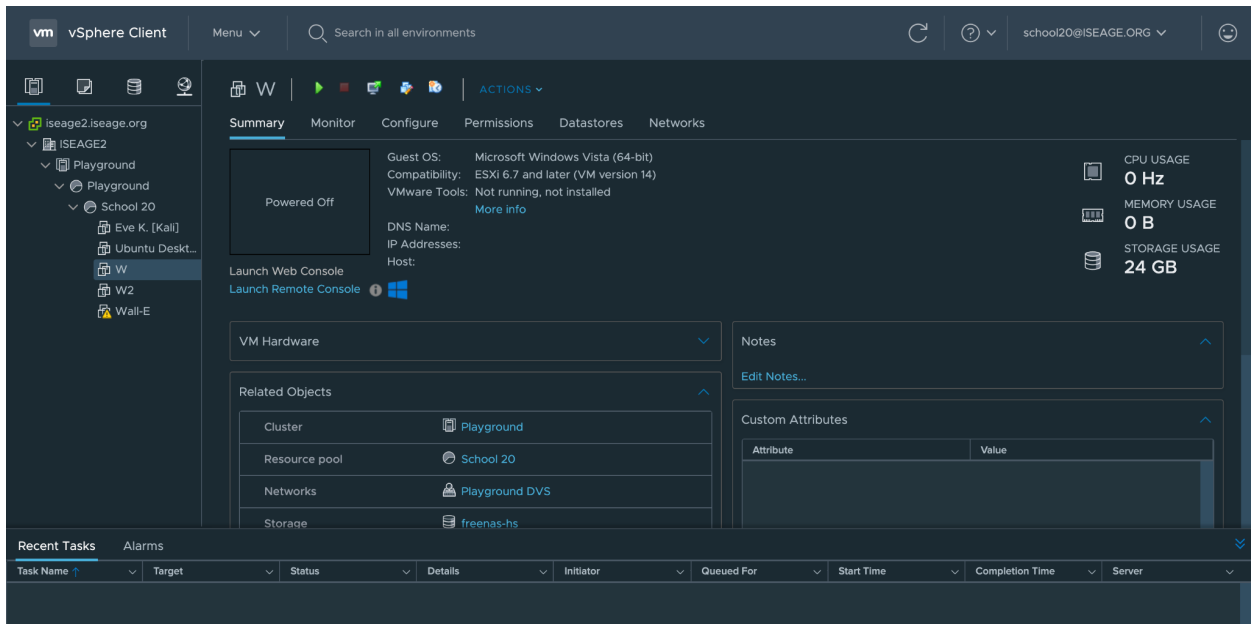 vm vSphere Client Menu Search in all environments school20@ISEAGE.ORG
W ACTIONS
iseage2.iseage.org
ISEAGE2
Playground
Playground
School 20
Eve K. [Kali]
Ubuntu Deskt...
W
W2
Wall-E
Summary Monitor Configure Permissions Datastores Networks
Powered Off
Guest OS: Microsoft Windows Vista (64-bit)
Compatibility: ESXi 6.7 and later (VM version 14)
VMware Tools: Not running, not installed
More info
DNS Name:
IP Addresses:
Host:
Launch Web Console
Launch Remote Console
CPU USAGE
0 Hz
MEMORY USAGE
0 B
STORAGE USAGE
24 GB
VM Hardware
Related Objects
Cluster Playground
Resource pool School 20
Networks Playground DVS
Storage freenas-hs
Notes
Edit Notes...
Custom Attributes
Attribute Value
Recent Tasks Alarms
Task Name Target Status Details Initiator Queued For Start Time Completion Time Server